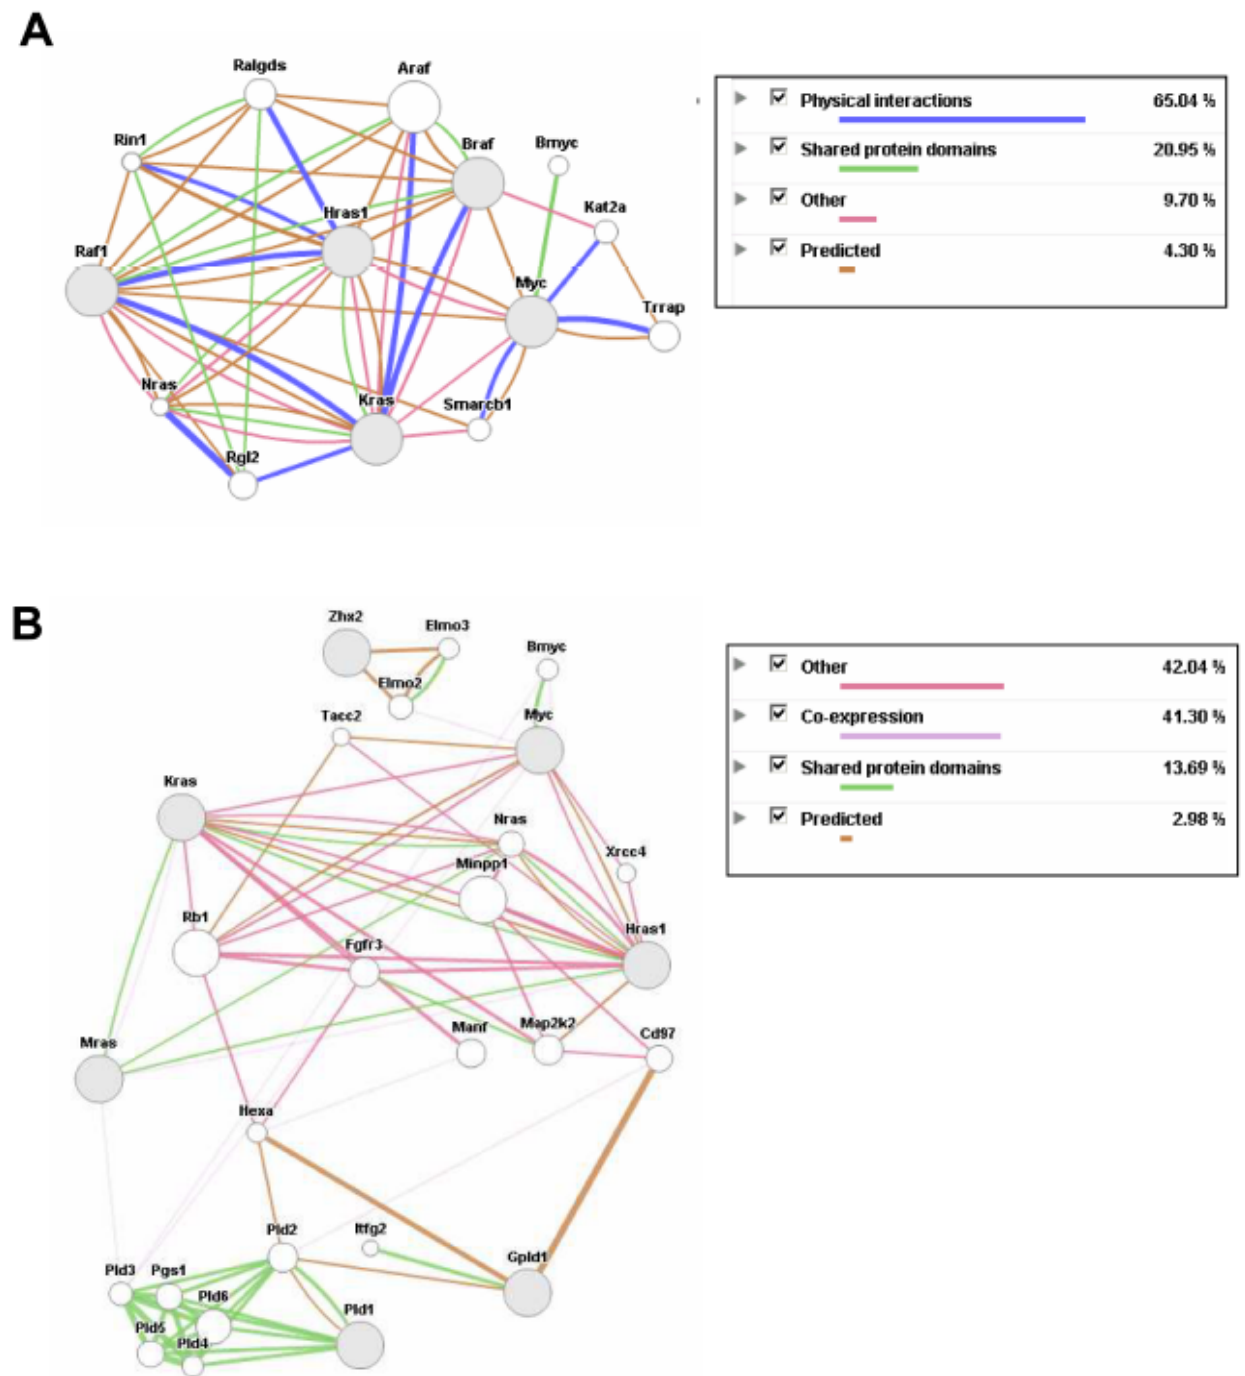 A
Ralgds
Araf
Rin1
Braf
Bmyc
Hras1
Kat2a
Raf1
Myc
Trrap
Nras
Kras
Smarcb1
Rgl2
Physical interactions 65.04 %
Shared protein domains 20.95 %
Other 9.70 %
Predicted 4.30 %
B
Zhx2
Elmo3
Bmyc
Elmo2
Tacc2
Myc
Kras
Nras
Xrcc4
Minpp1
Rb1
Fgfr3
Hras1
Mras
Manf
Map2k2
Cd97
Hexa
Pld2
Itfg2
Gpld1
Pld3
Pgs1
Pld6
Pld1
Pld5
Pld4
Other 42.04 %
Co-expression 41.30 %
Shared protein domains 13.69 %
Predicted 2.98 %